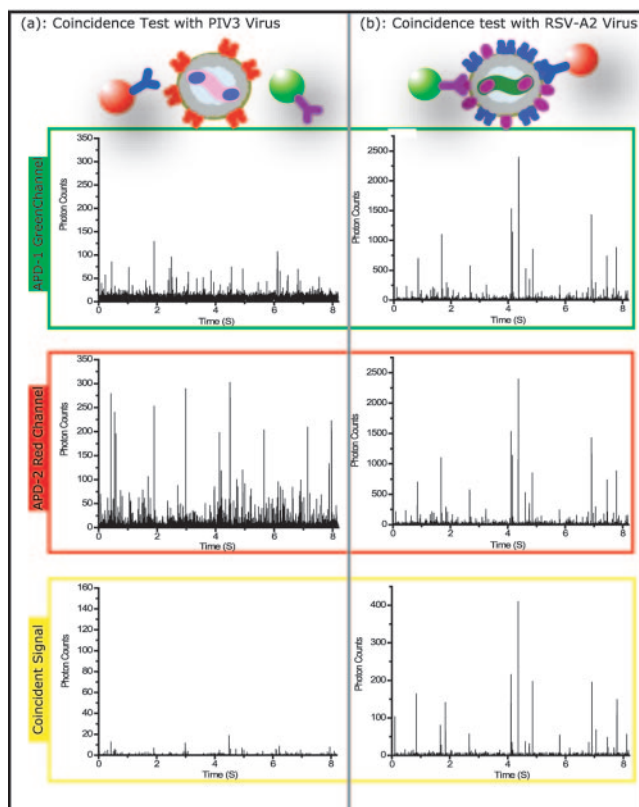 (a): Coincidence Test with PIV3 Virus
(b): Coincidence test with RSV-A2 Virus
APD-1 GreenChannel
Photon Counts
350
300
250
200
150
100
50
0
0 2 4 6 8
Time (S)
Photon Counts
2500
2000
1500
1000
500
0
0 2 4 6 8
Time (S)
APD-2 Red Channel
Photon Counts
350
300
250
200
150
100
50
0
0 2 4 6 8
Time (S)
Photon Counts
2500
2000
1500
1000
500
0
0 2 4 6 8
Time (S)
Coincident Signal
Photon Counts
160
140
120
100
80
60
40
20
0
0 2 4 6 8
Time (S)
Photon Counts
400
300
200
100
0
0 2 4 6 8
Time (S)